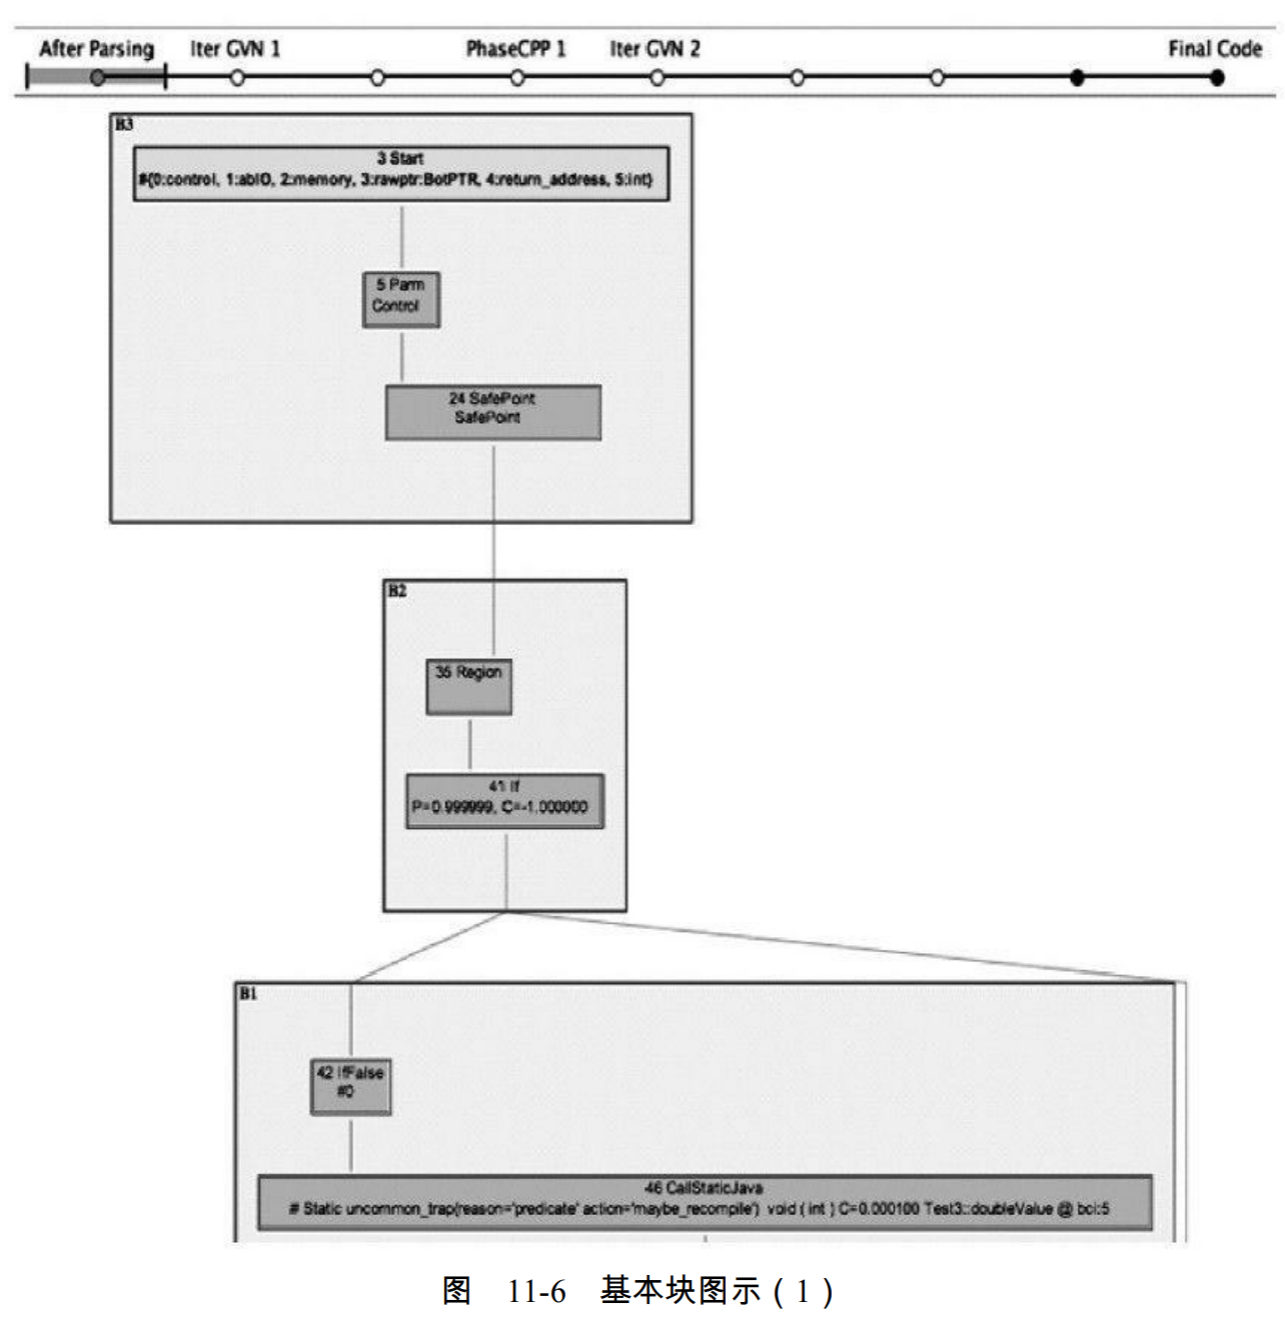 After Parsing Iter GVN 1 PhaseCPP 1 Iter GVN 2 Final Code
B3
3 Start
#{0:control, 1:abIO, 2:memory, 3:rawptr:BotPTR, 4:return_address, 5:int}
5 Parm
Control
24 SafePoint
SafePoint
B2
35 Region
41 If
P=0.999999, C=-1.000000
B1
42 IfFalse
#0
46 CallStaticJava
# Static uncommon_trap(reason='predicate' action='maybe_recompile') void ( int ) C=0.000100 Test3::doubleValue @ bci:5
图 11-6 基本块图示（1）